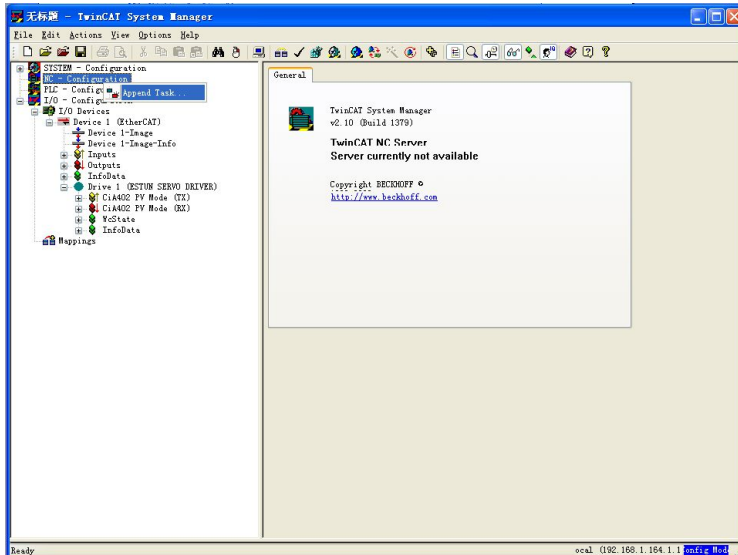 无标题 - TwinCAT System Manager
File Edit Actions View Options Help
SYSTEM - Configuration
NC - Configuration
PLC - Config
Append Task...
I/O - Config
I/O Devices
Device 1 (EtherCAT)
Device 1-Image
Device 1-Image-Info
Inputs
Outputs
InfoData
Drive 1 (ESTUN SERVO DRIVER)
CiA402 PV Mode (TX)
CiA402 PV Mode (RX)
WcState
InfoData
Mappings
General
TwinCAT System Manager
v2.10 (Build 1379)
TwinCAT NC Server
Server currently not available
Copyright BECKHOFF ©
http://www.beckhoff.com
Ready
ocal (192.168.1.164.1.1 onfig Mod